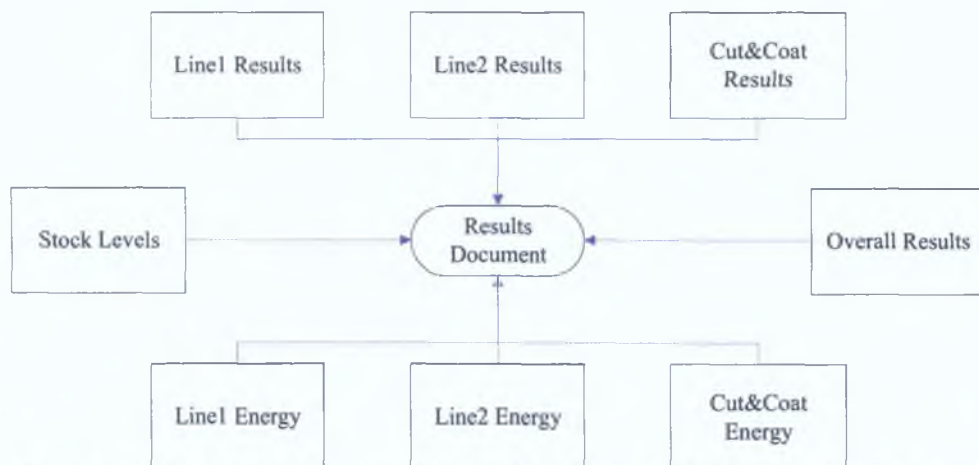 Line1 Results
Line2 Results
Cut&Coat
Results
Stock Levels
Results
Document
Overall Results
Line1 Energy
Line2 Energy
Cut&Coat
Energy